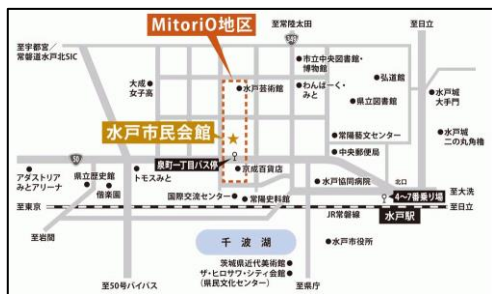 MitoriO地区
至常陸太田
至日立
349
至宇都宮／
常磐道水戸北SIC
市立中央図書館・
博物館
弘道館
大成
女子高
水戸芸術館
わんぱーく・
みと
県立図書館
水戸城
大手門
水戸市民会館
常陽藝文センター
水戸城
二の丸角櫓
50
泉町一丁目バス停
中央郵便局
アダストリア
みとアリーナ
県立歴史館
偕楽園
トモスみと
京成百貨店
水戸協同病院
北口
4〜7番乗り場
至大洗
国際交流センター
常陽史料館
至東京
JR常磐線
水戸駅
至日立
至岩間
千波湖
水戸市役所
茨城県近代美術館
ザ・ヒロサワ・シティ会館
（県民文化センター）
至50号バイパス
至県庁